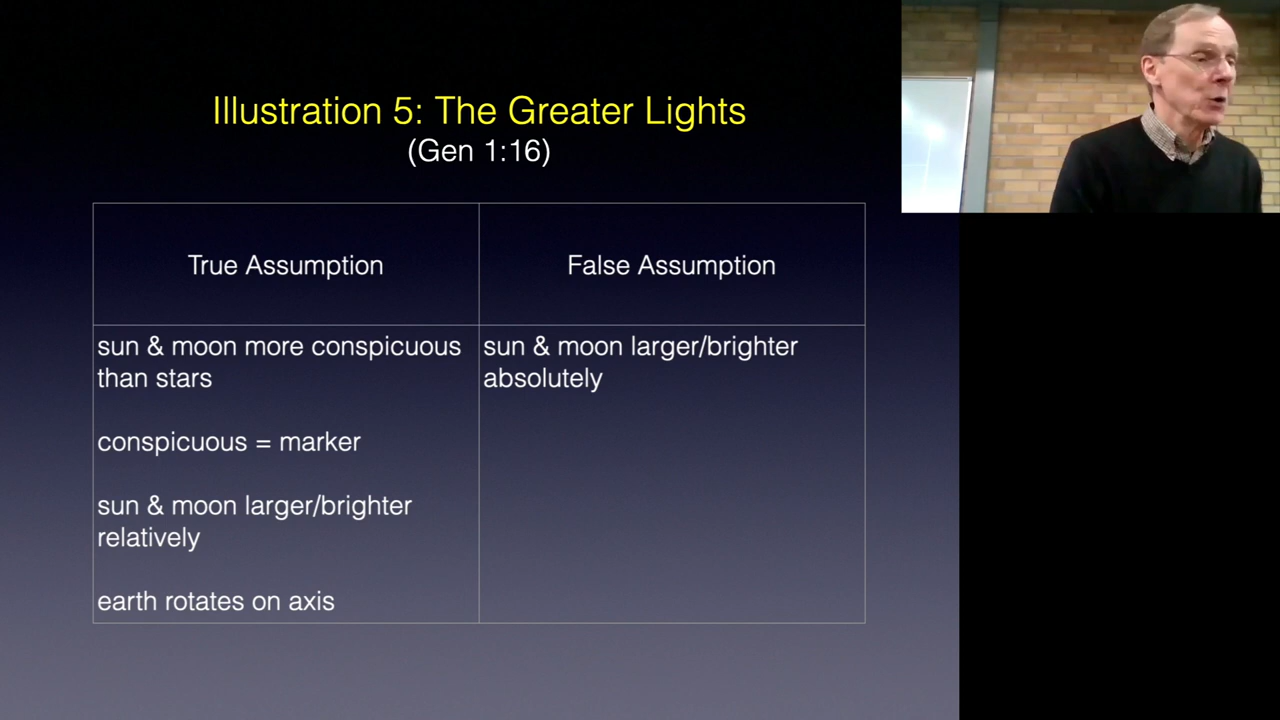 Illustration 5: The Greater Lights
(Gen 1:16)
True Assumption
False Assumption
sun & moon more conspicuous
than stars
conspicuous = marker
sun & moon larger/brighter
relatively
earth rotates on axis
sun & moon larger/brighter
absolutely